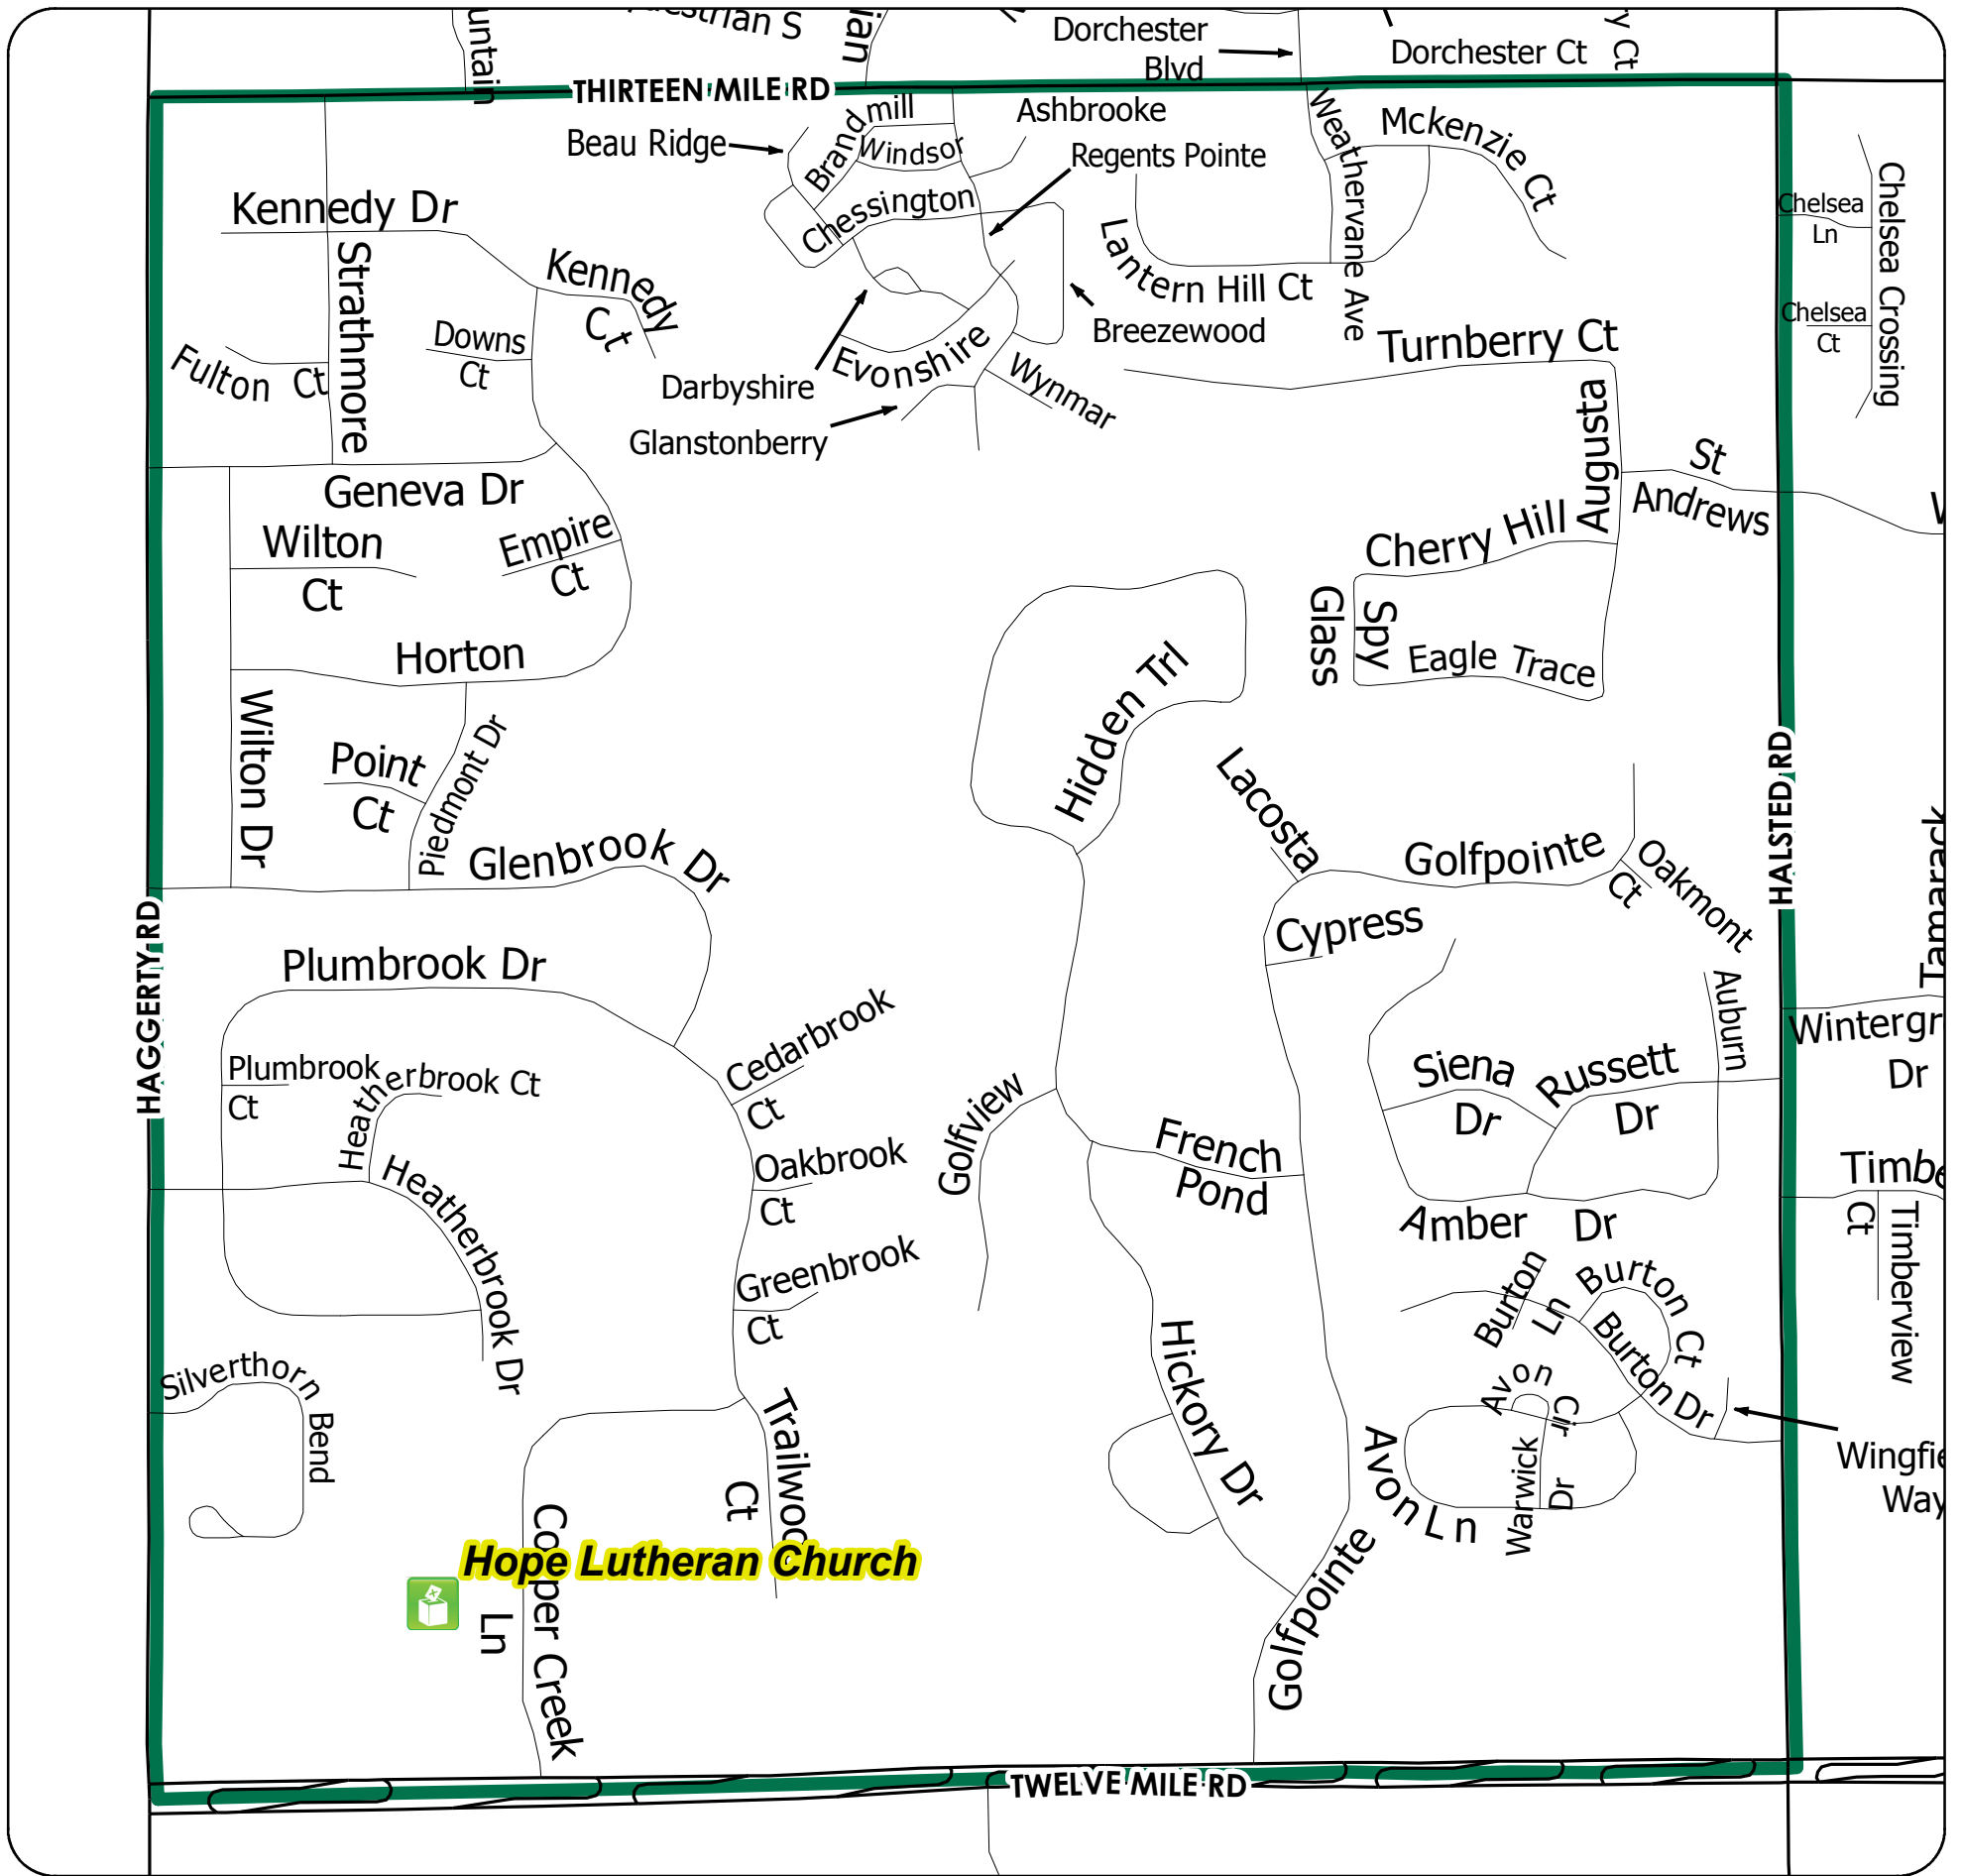 untain
ian
Dorchester
Blvd
Dorchester Ct
y Ct
THIRTEEN MILE RD
Beau Ridge
Brandmill
Windsor
Ashbrooke
Regents Pointe
Weathervane Ave
Mckenzie Ct
Chelsea
Ln
Chelsea Crossing
Chelsea
Ct
Kennedy Dr
Strathmore
Kennedy
Ct
Chessington
Lantern Hill Ct
Breezewood
Turnberry Ct
Downs
Ct
Fulton Ct
Darbyshire
Evonshire
Wynmar
Glanstonberry
Augusta
St
Andrews
Geneva Dr
Wilton
Ct
Empire
Ct
Cherry Hill
Spy
Glass
Eagle Trace
Horton
Wilton Dr
Point
Ct
Piedmont Dr
Hidden Trl
Lacosta
HALSTED RD
Glenbrook Dr
Golfpointe
Oakmont
Ct
Tamarack
HAGGERTY RD
Cypress
Plumbrook Dr
Auburn
Wintergr
Dr
Plumbrook
Ct
Heatherbrook Ct
Cedarbrook
Ct
Golfview
Siena
Dr
Russett
Dr
French
Pond
Oakbrook
Ct
Heatherbrook Dr
Timbe
Ct
Timberview
Amber Dr
Greenbrook
Ct
Burton
Ln
Burton Ct
Burton Dr
Silverthorn
Bend
Hickory Dr
Avon
Cir
Trailwoo
Ct
Avon Ln
Warwick
Dr
Wingfie
Way
Hope Lutheran Church
Copper Creek
Ln
Golfpointe
TWELVE MILE RD